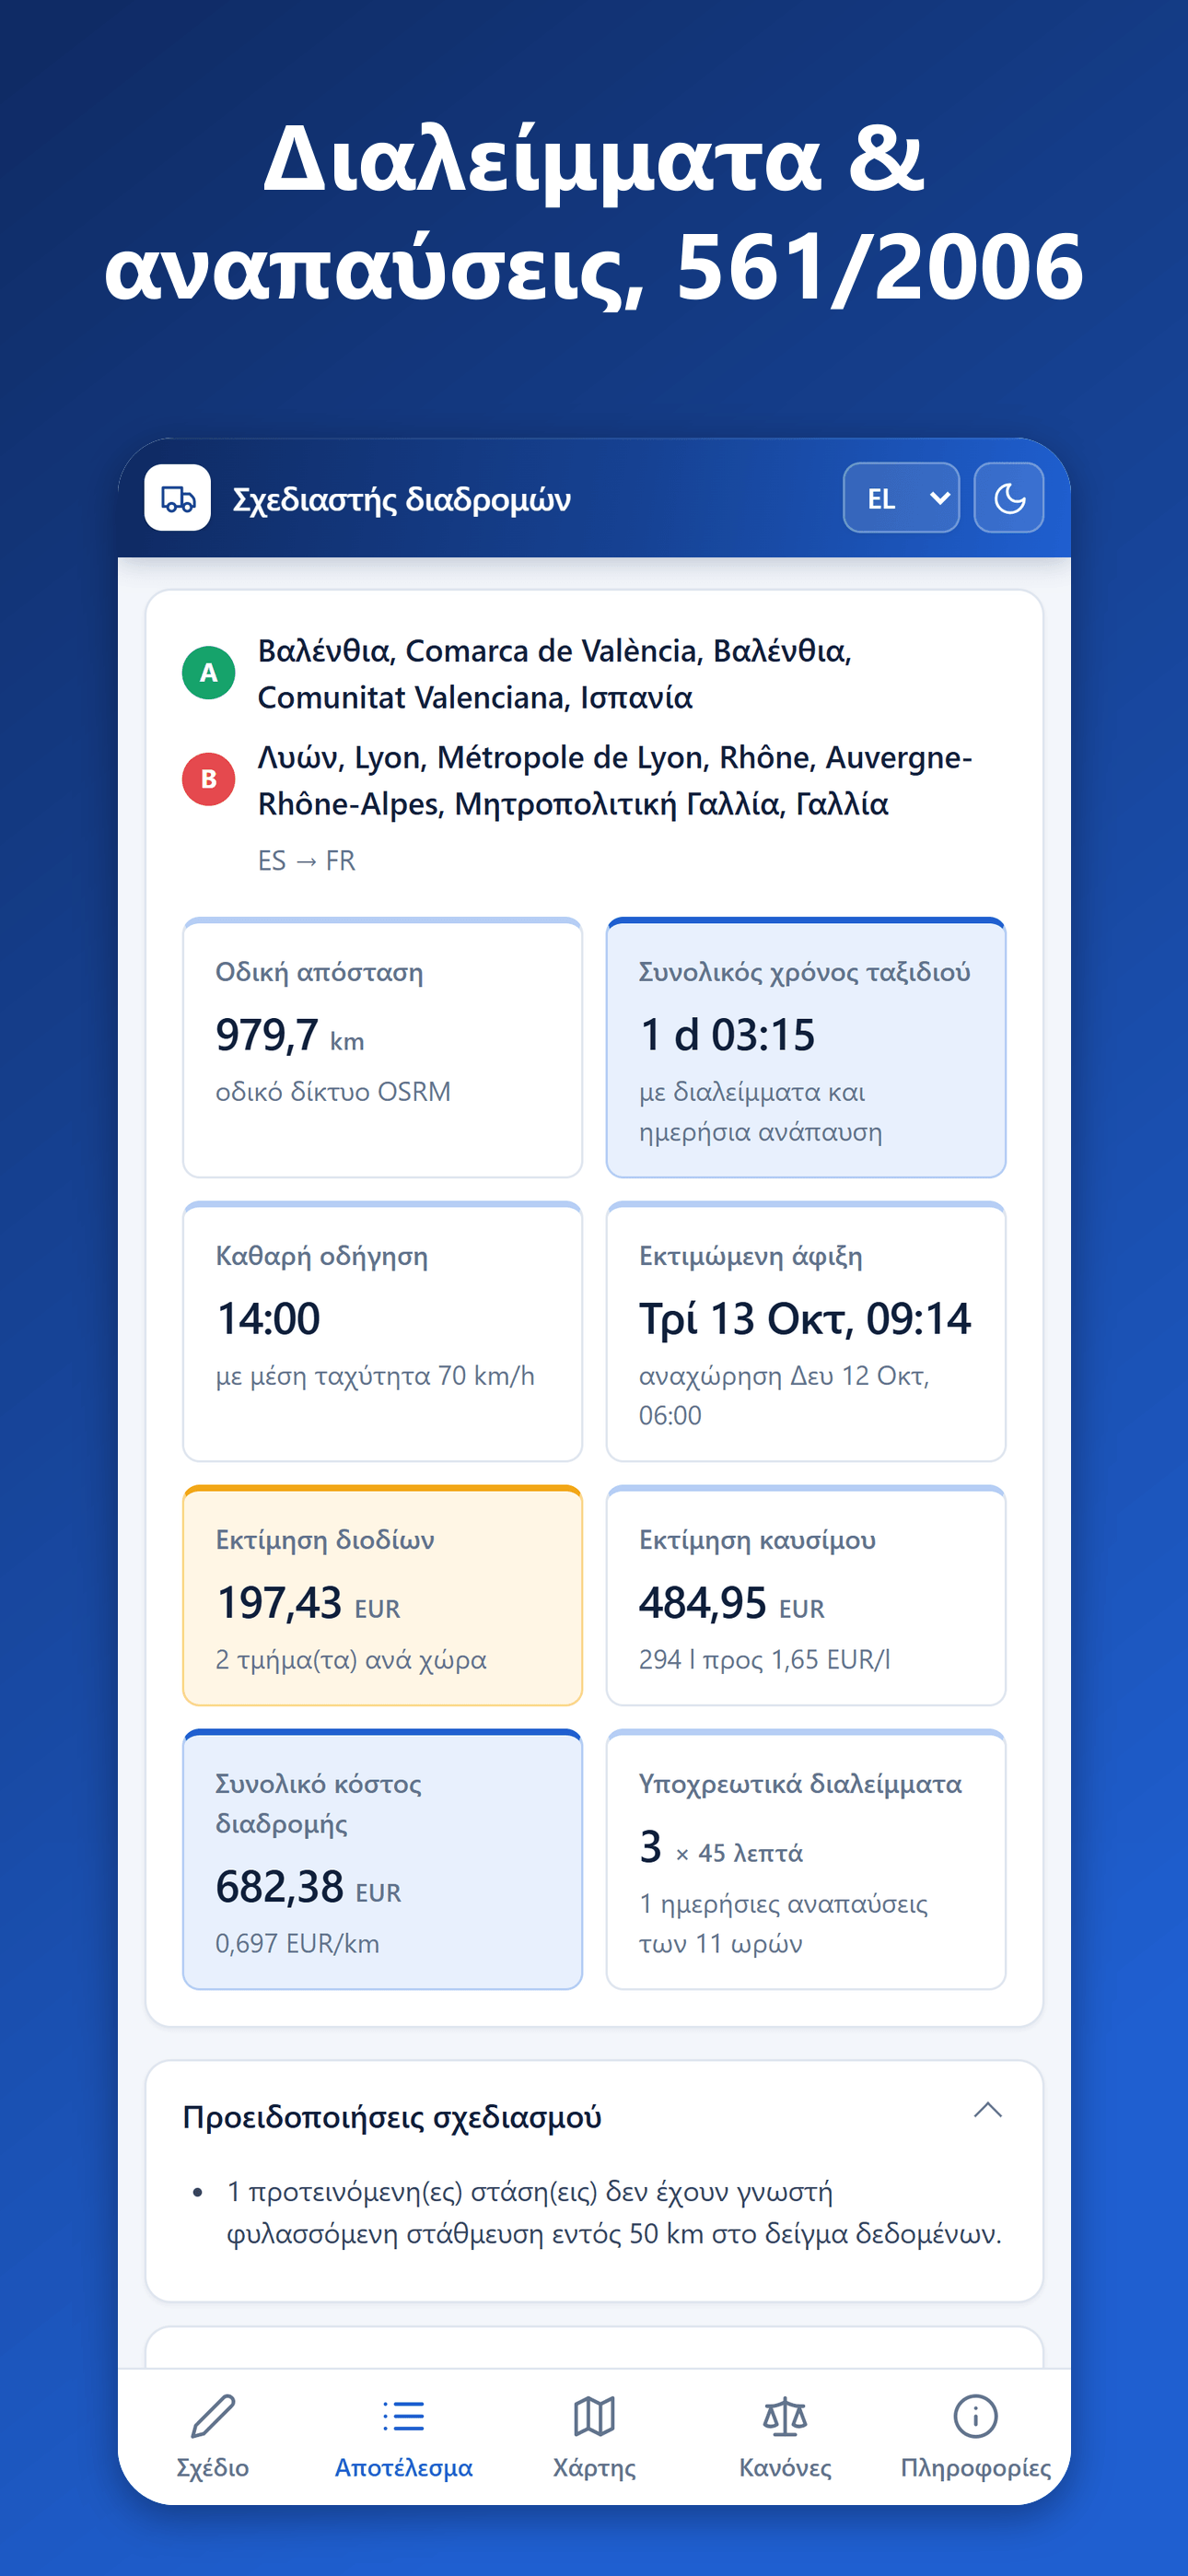 Διαλείμματα &
αναπαύσεις, 561/2006
Σχεδιαστής διαδρομών
EL
A
Βαλένθια, Comarca de València, Βαλένθια,
Comunitat Valenciana, Ισπανία
B
Λυών, Lyon, Métropole de Lyon, Rhône, Auvergne-
Rhône-Alpes, Μητροπολιτική Γαλλία, Γαλλία
ES → FR
Οδική απόσταση
979,7 km
οδικό δίκτυο OSRM
Συνολικός χρόνος ταξιδιού
1 d 03:15
με διαλείμματα και
ημερήσια ανάπαυση
Καθαρή οδήγηση
14:00
με μέση ταχύτητα 70 km/h
Εκτιμώμενη άφιξη
Τρί 13 Οκτ, 09:14
αναχώρηση Δευ 12 Οκτ,
06:00
Εκτίμηση διοδίων
197,43 EUR
2 τμήμα(τα) ανά χώρα
Εκτίμηση καυσίμου
484,95 EUR
294 l προς 1,65 EUR/l
Συνολικό κόστος
διαδρομής
682,38 EUR
0,697 EUR/km
Υποχρεωτικά διαλείμματα
3 × 45 λεπτά
1 ημερήσιες αναπαύσεις
των 11 ωρών
Προειδοποιήσεις σχεδιασμού
• 1 προτεινόμενη(ες) στάση(εις) δεν έχουν γνωστή
φυλασσόμενη στάθμευση εντός 50 km στο δείγμα δεδομένων.
Σχέδιο
Αποτέλεσμα
Χάρτης
Κανόνες
Πληροφορίες